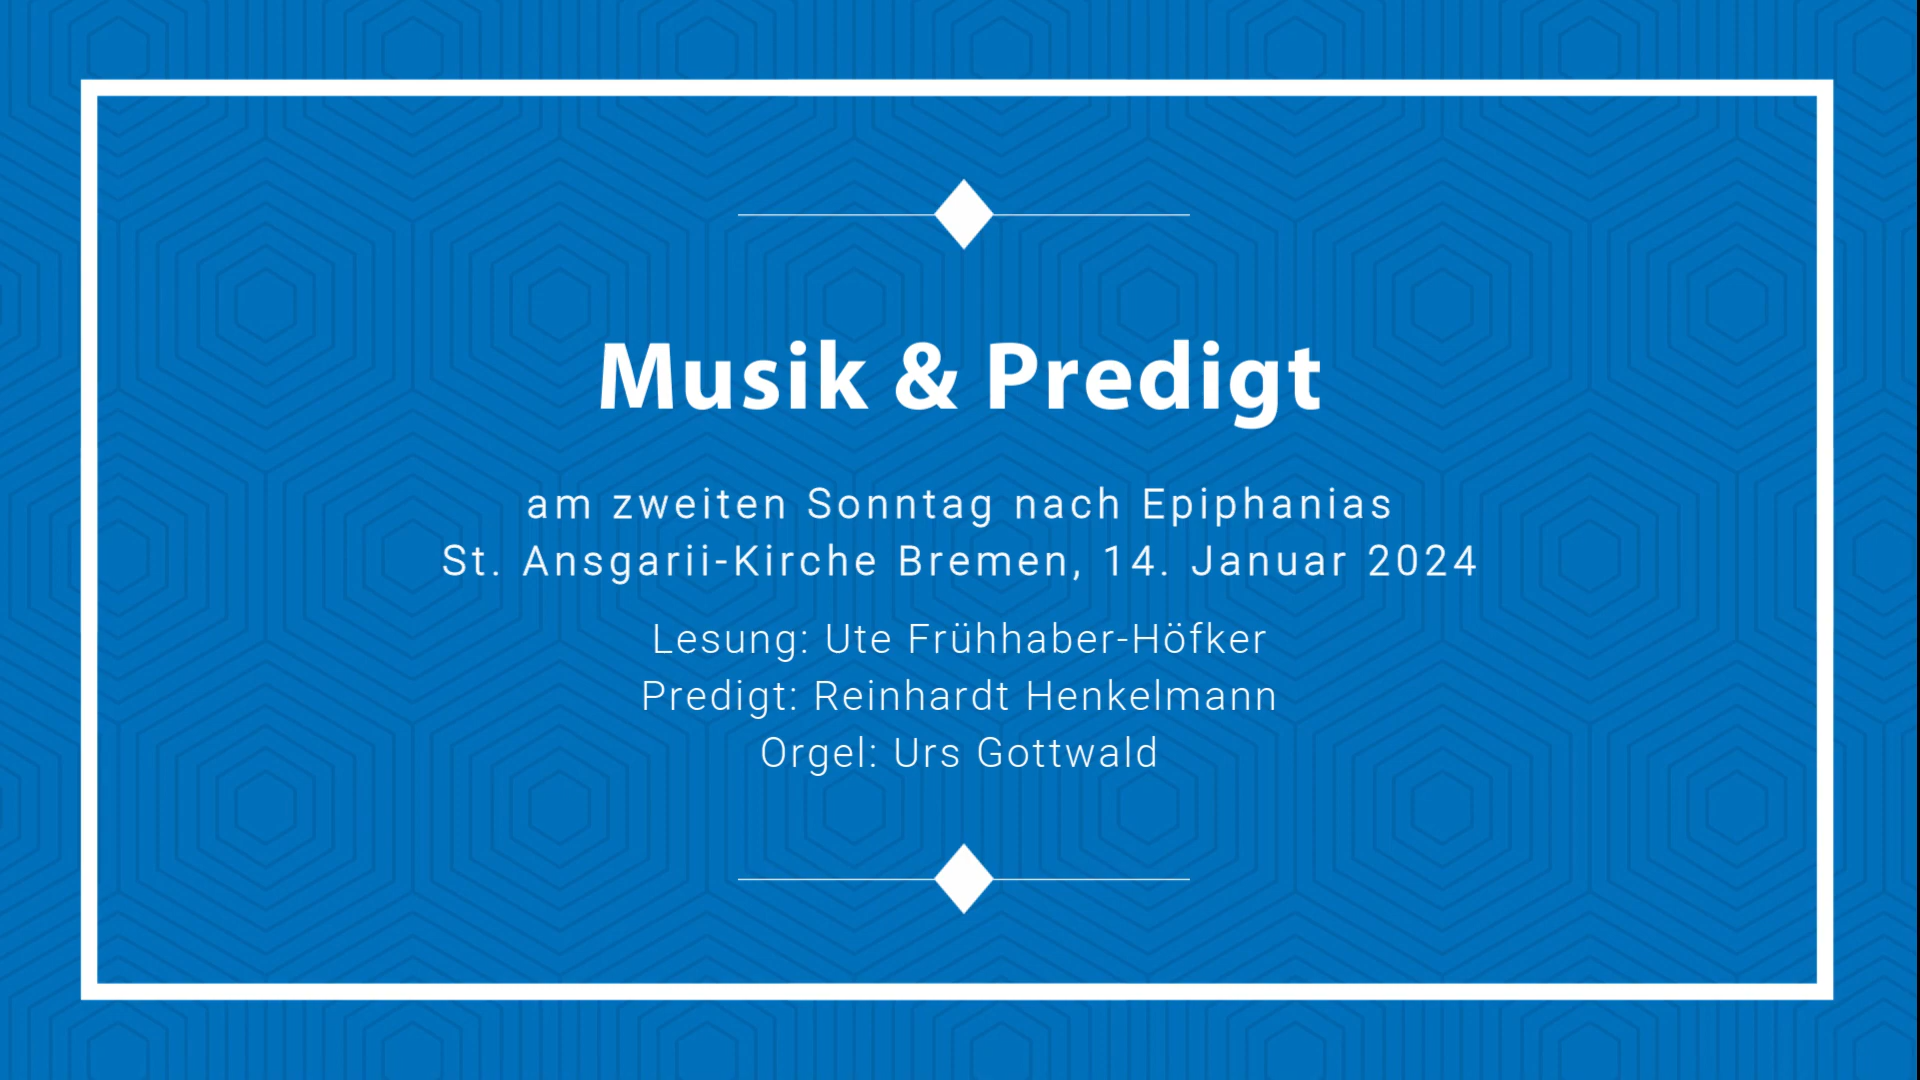 Musik & Predigt
am zweiten Sonntag nach Epiphanias
St. Ansgarii-Kirche Bremen, 14. Januar 2024
Lesung: Ute Frühhaber-Höfker
Predigt: Reinhardt Henkelmann
Orgel: Urs Gottwald